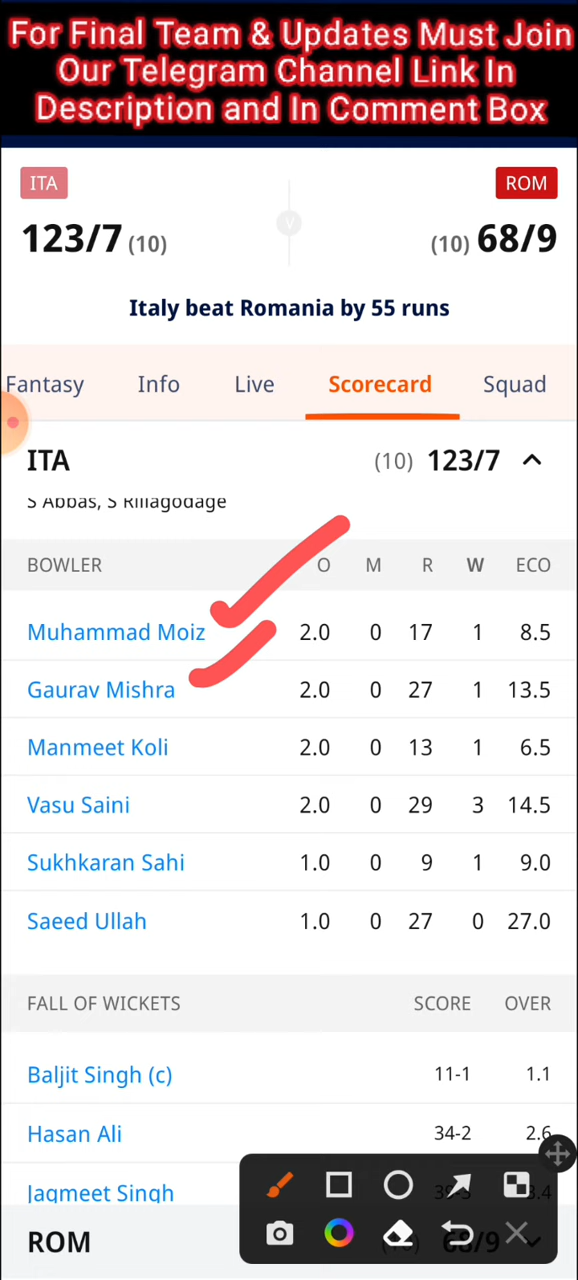 For Final Team & Updates Must Join
Our Telegram Channel Link In
Description and In Comment Box
ITA ROM
123/7 (10) V (10) 68/9
Italy beat Romania by 55 runs
Fantasy Info Live Scorecard Squad
ITA (10) 123/7
S Abbas, S Rillagodage
BOWLER O M R W ECO
Muhammad Moiz 2.0 0 17 1 8.5
Gaurav Mishra 2.0 0 27 1 13.5
Manmeet Koli 2.0 0 13 1 6.5
Vasu Saini 2.0 0 29 3 14.5
Sukhkaran Sahi 1.0 0 9 1 9.0
Saeed Ullah 1.0 0 27 0 27.0
FALL OF WICKETS SCORE OVER
Baljit Singh (c) 11-1 1.1
Hasan Ali 34-2 2.6
Jaqmeet Singh
ROM (10) 68/9